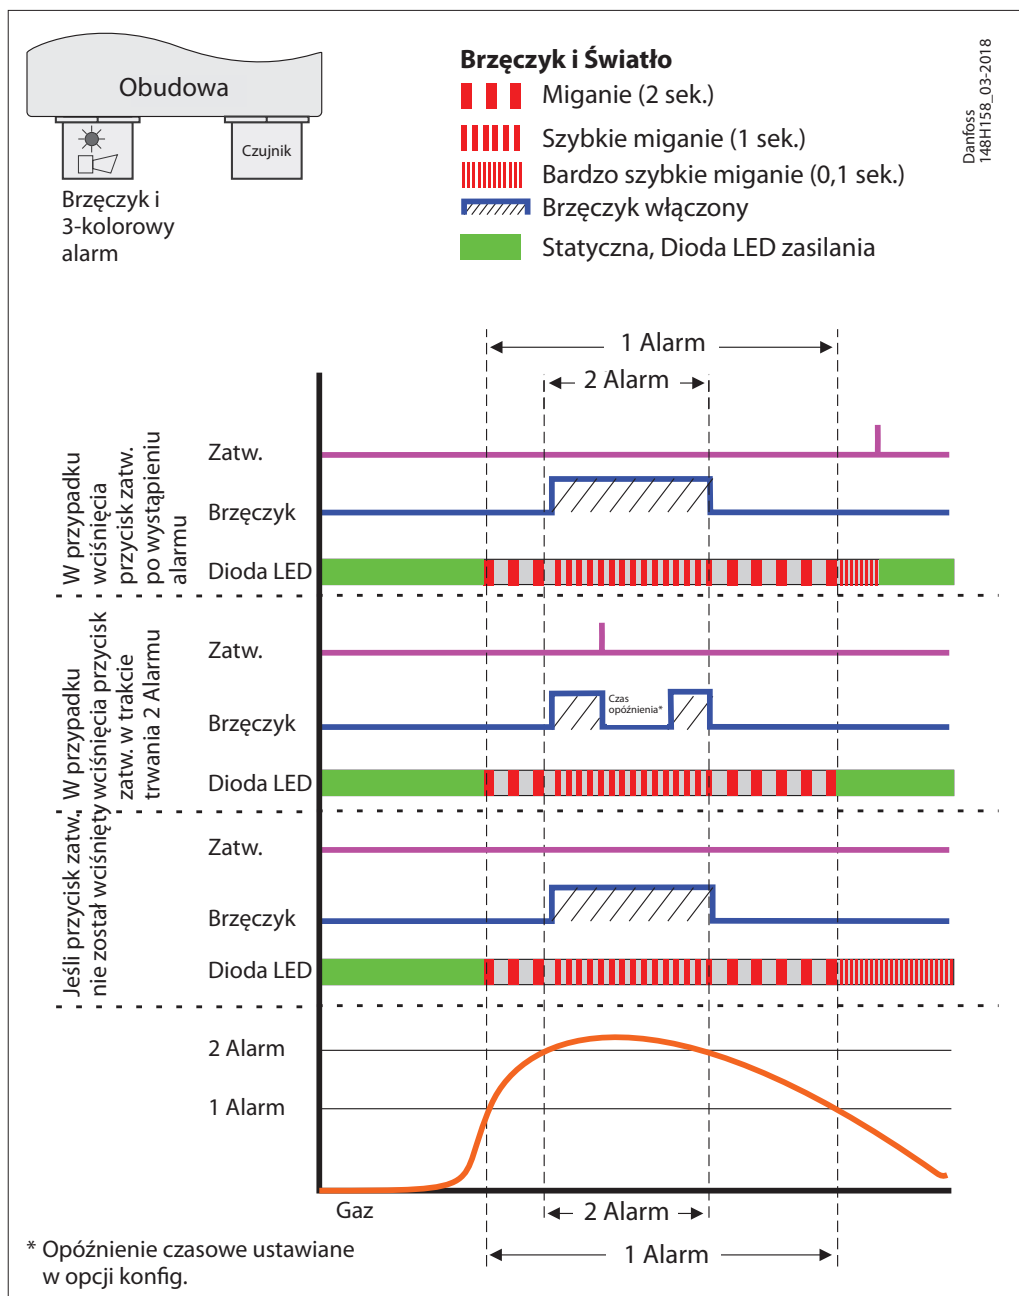 Obudowa
Czujnik
Brzęczyk i
3-kolorowy
alarm
Brzęczyk i Światło
Miganie (2 sek.)
Szybkie miganie (1 sek.)
Bardzo szybkie miganie (0,1 sek.)
Brzęczyk włączony
Statyczna, Dioda LED zasilania
Danfoss
148H158_03-2018
1 Alarm
2 Alarm
W przypadku
wciśnięcia
przycisk zatw.
po wystąpieniu
alarmu
Zatw.
Brzęczyk
Dioda LED
W przypadku
wciśnięcia przycisk
zatw. w trakcie
trwania 2 Alarmu
Zatw.
Brzęczyk
Czas
opóźnienia*
Dioda LED
Jeśli przycisk zatw.
nie został wciśnięty
Zatw.
Brzęczyk
Dioda LED
2 Alarm
1 Alarm
Gaz
2 Alarm
1 Alarm
* Opóźnienie czasowe ustawiane
w opcji konfig.